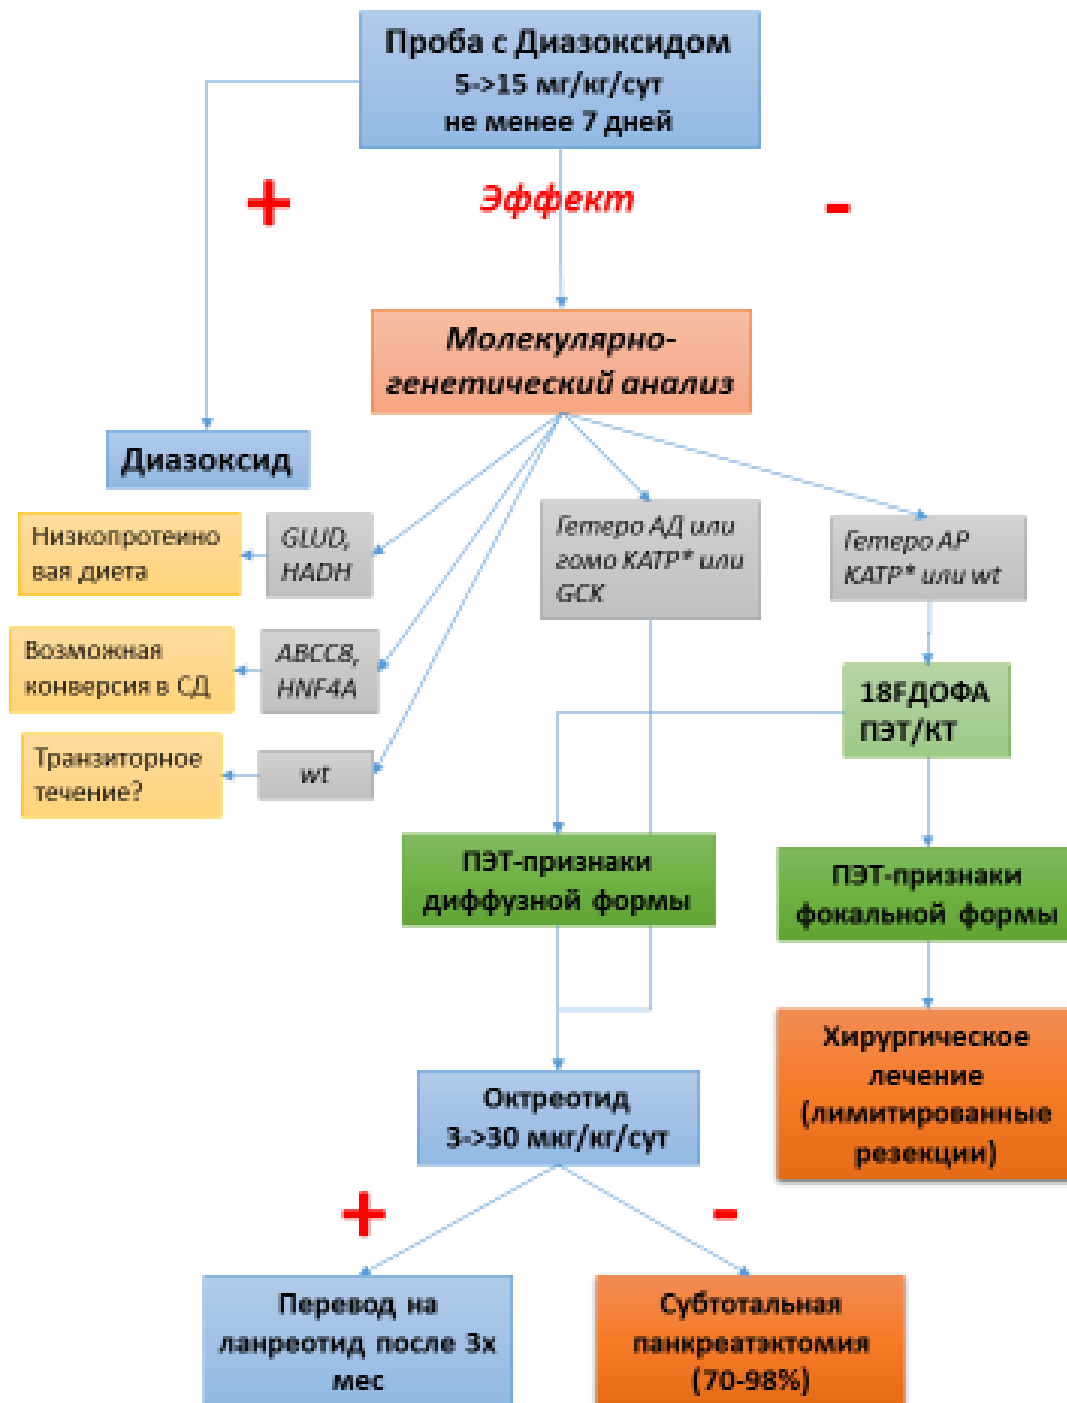 Проба с Диазоксидом
5->15 мг/кг/сут
не менее 7 дней
+
Эффект
-
Молекулярно-
генетический анализ
Диазоксид
Низкопротеино
вая диета
GLUD,
HADH
Гетеро АД или
гомо KATP* или
GCK
Гетеро АР
KATP* или wt
Возможная
конверсия в СД
ABCC8,
HNF4A
18FДОФА
ПЭТ/КТ
Транзиторное
течение?
wt
ПЭТ-признаки
диффузной формы
ПЭТ-признаки
фокальной формы
Хирургическое
лечение
(лимитированные
резекции)
Октреотид
3->30 мкг/кг/сут
+
-
Перевод на
ланреотид после 3х
мес
Субтотальная
панкреатэктомия
(70-98%)